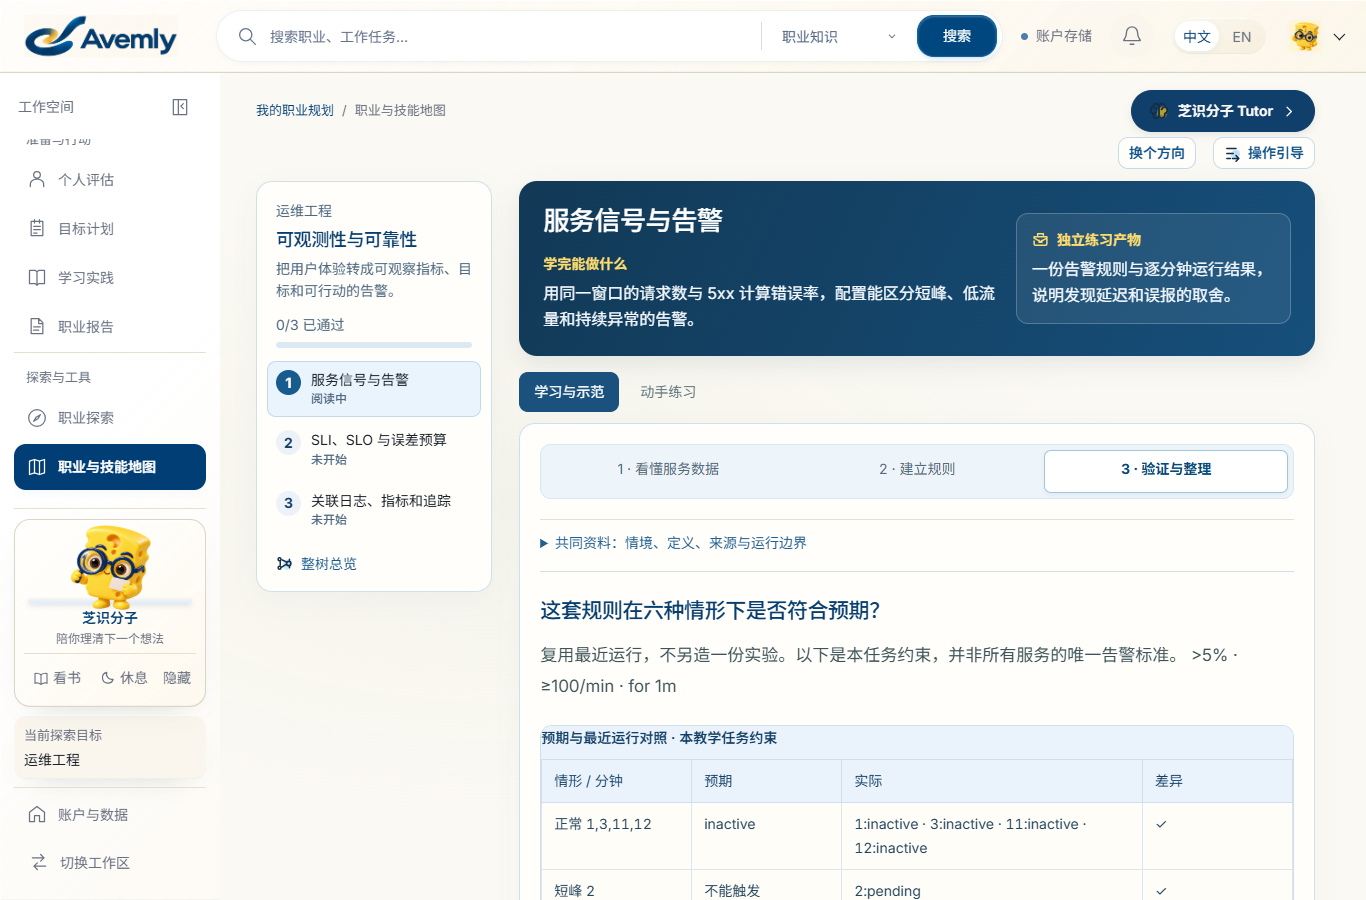 Avemly
搜索职业、工作任务...
职业知识
搜索
账户存储
中文
EN
工作空间
准备与行动
个人评估
目标计划
学习实践
职业报告
探索与工具
职业探索
职业与技能地图
芝识分子
陪你理清下一个想法
看书
休息
隐藏
当前探索目标
运维工程
账户与数据
切换工作区
我的职业规划 / 职业与技能地图
芝识分子 Tutor
换个方向
操作引导
运维工程
可观测性与可靠性
把用户体验转成可观察指标、目
标和可行动的告警。
0/3 已通过
1
服务信号与告警
阅读中
2
SLI、SLO 与误差预算
未开始
3
关联日志、指标和追踪
未开始
整树总览
服务信号与告警
学完能做什么
用同一窗口的请求数与 5xx 计算错误率，配置能区分短峰、低流
量和持续异常的告警。
独立练习产物
一份告警规则与逐分钟运行结果，
说明发现延迟和误报的取舍。
学习与示范
动手练习
1 · 看懂服务数据
2 · 建立规则
3 · 验证与整理
共同资料：情境、定义、来源与运行边界
这套规则在六种情形下是否符合预期？
复用最近运行，不另造一份实验。以下是本任务约束，并非所有服务的唯一告警标准。 >5% ·
≥100/min · for 1m
预期与最近运行对照 · 本教学任务约束
情形 / 分钟
预期
实际
差异
正常 1,3,11,12
inactive
1:inactive · 3:inactive · 11:inactive ·
12:inactive
✓
短峰 2
不能触发
2:pending
✓